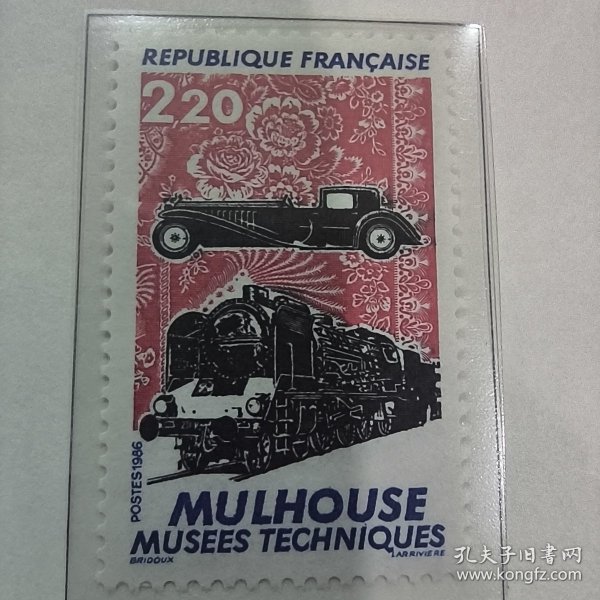 REPUBLIQUE FRANÇAISE
2,20
POSTES 1986
MULHOUSE
MUSEES TECHNIQUES
BRIDOUX
LARRIVIÈRE
孔夫子旧书网
www.kongfz.com